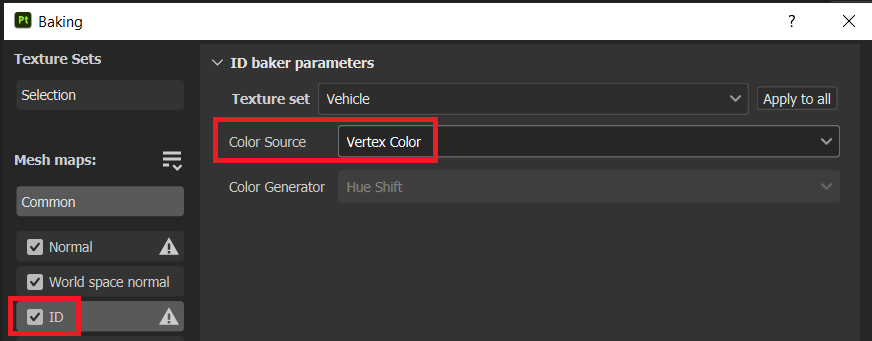 Pt Baking ?
Texture Sets
Selection
Mesh maps:
Common
Normal
World space normal
ID
ID baker parameters
Texture set Vehicle Apply to all
Color Source Vertex Color
Color Generator Hue Shift